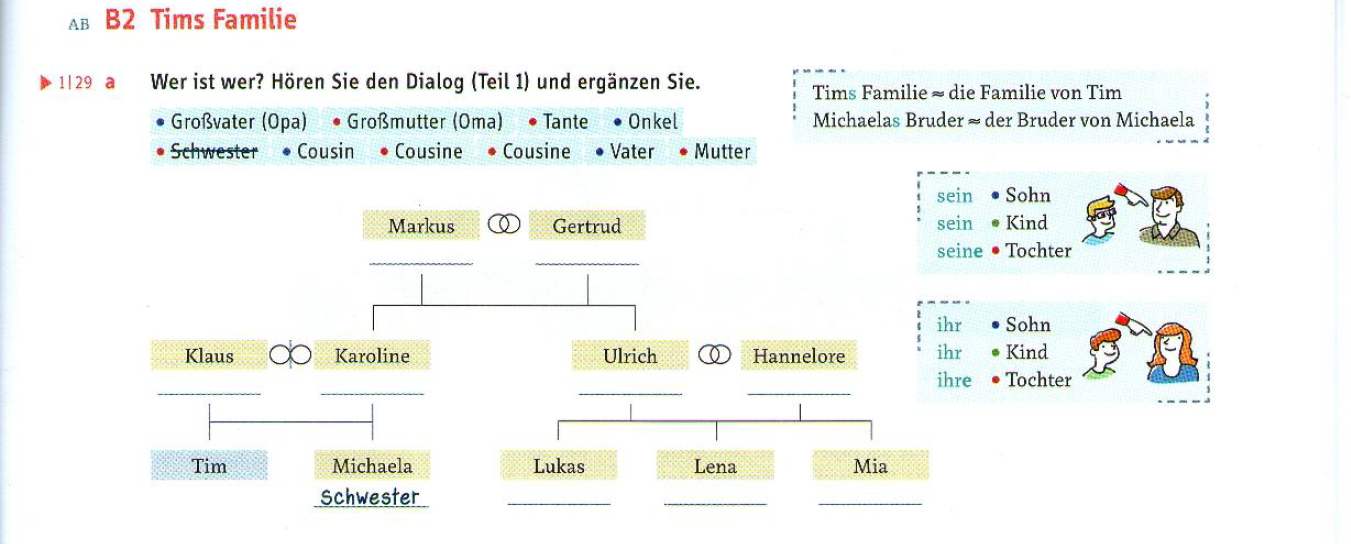 AB B2 Tims Familie
1|29 a Wer ist wer? Hören Sie den Dialog (Teil 1) und ergänzen Sie.
• Großvater (Opa) • Großmutter (Oma) • Tante • Onkel
• Schwester • Cousin • Cousine • Cousine • Vater • Mutter
Tims Familie ≈ die Familie von Tim
Michaelas Bruder ≈ der Bruder von Michaela
sein • Sohn
sein • Kind
seine • Tochter
ihr • Sohn
ihr • Kind
ihre • Tochter
Markus Gertrud
Klaus Karoline Ulrich Hannelore
Tim Michaela Lukas Lena Mia
Schwester